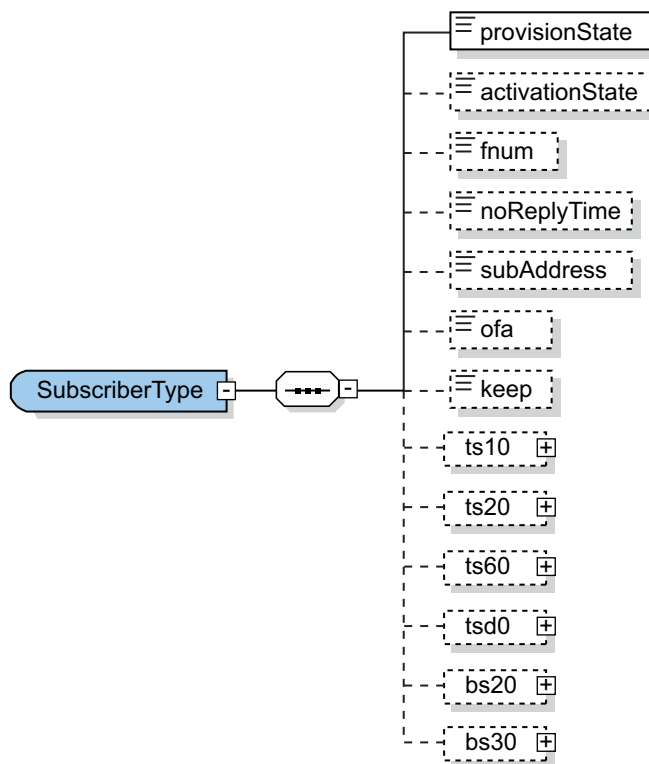 provisionState
activationState
fnum
noReplyTime
subAddress
ofa
SubscriberType
keep
ts10
ts20
ts60
tsd0
bs20
bs30